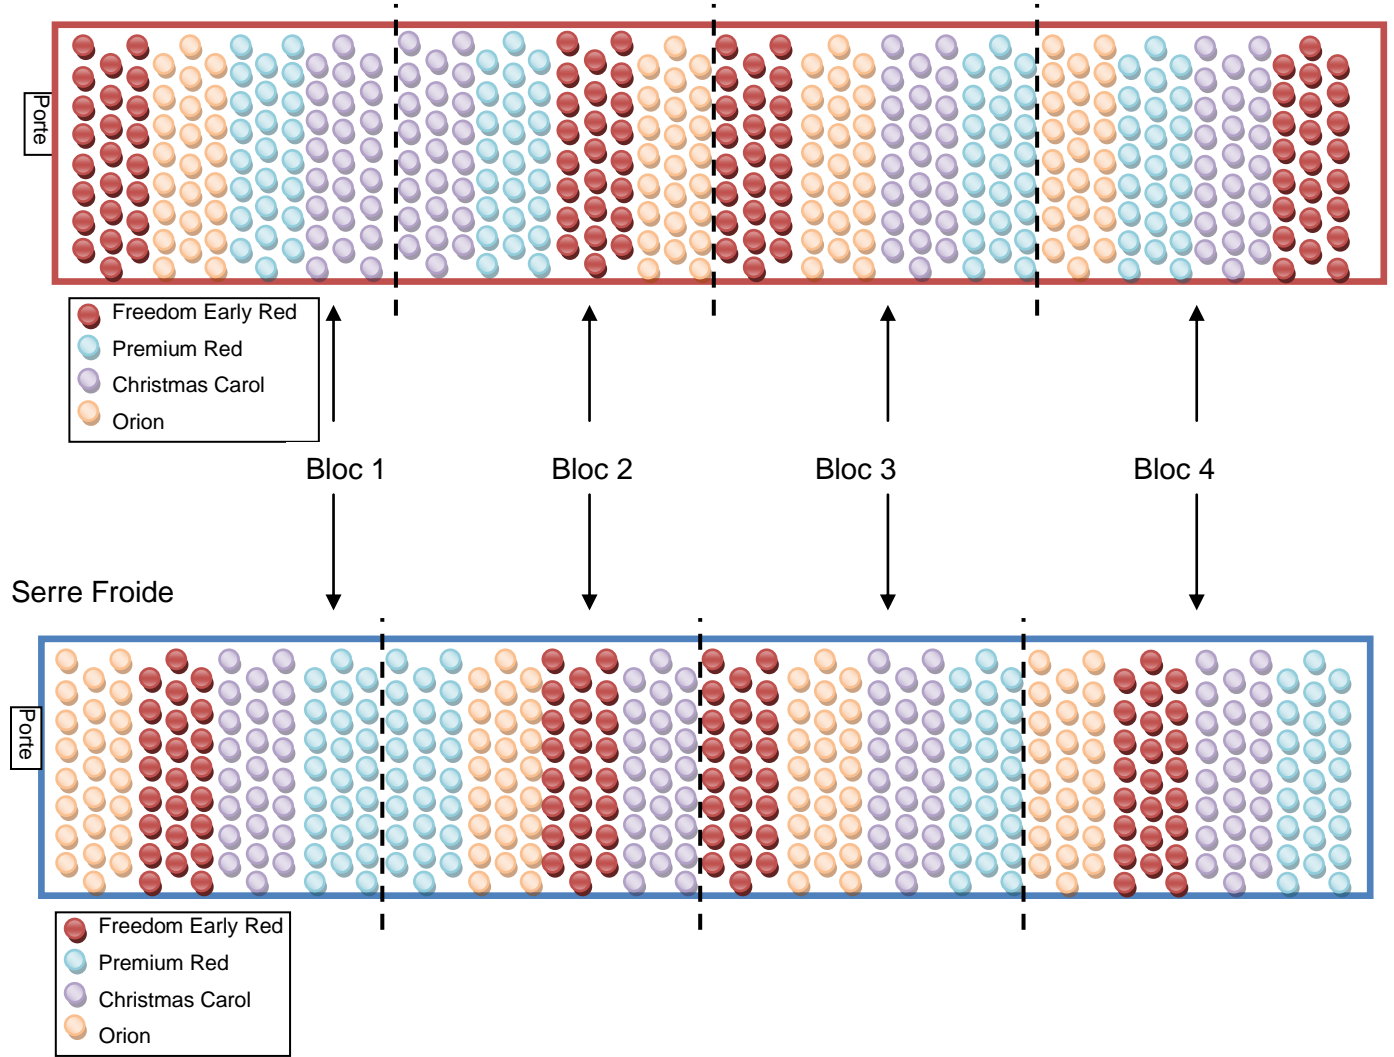 Porte
Freedom Early Red
Premium Red
Christmas Carol
Orion
Bloc 1
Bloc 2
Bloc 3
Bloc 4
Serre Froide
Porte
Freedom Early Red
Premium Red
Christmas Carol
Orion